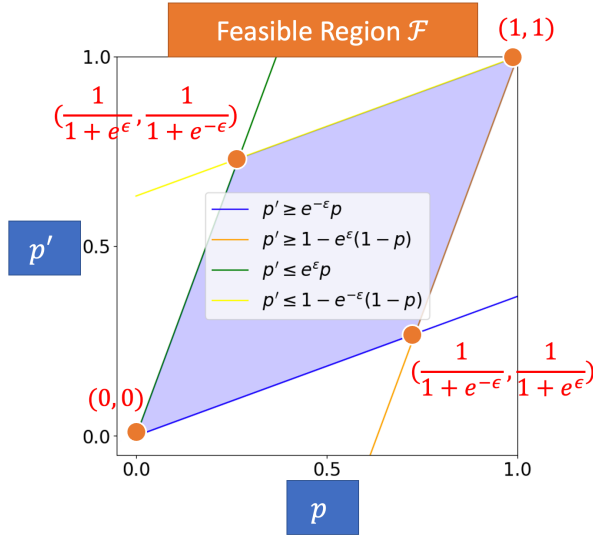 Feasible Region ℱ
(1, 1)
1.0
(1/(1 + e^ϵ), 1/(1 + e^−ϵ))
p′ ≥ e^−ε p
p′ ≥ 1 − e^ε(1 − p)
p′ ≤ e^ε p
p′ ≤ 1 − e^−ε(1 − p)
p′
0.5
(1/(1 + e^−ϵ), 1/(1 + e^ϵ))
(0, 0)
0.0
0.0 0.5 1.0
p